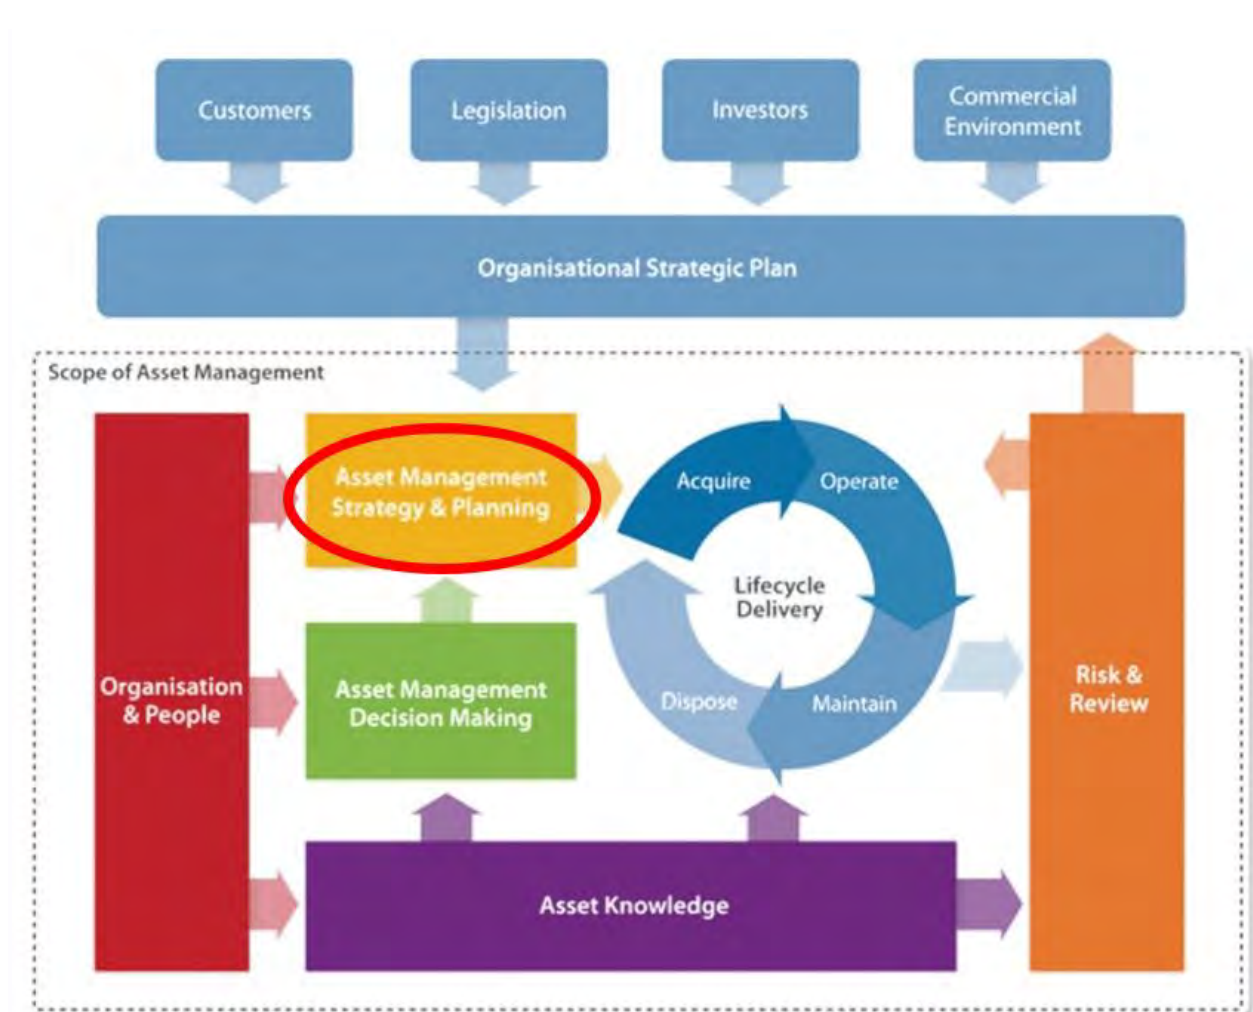 Customers
Legislation
Investors
Commercial
Environment
Organisational Strategic Plan
Scope of Asset Management
Asset Management
Strategy & Planning
Acquire
Operate
Lifecycle
Delivery
Organisation
& People
Asset Management
Decision Making
Dispose
Maintain
Risk &
Review
Asset Knowledge